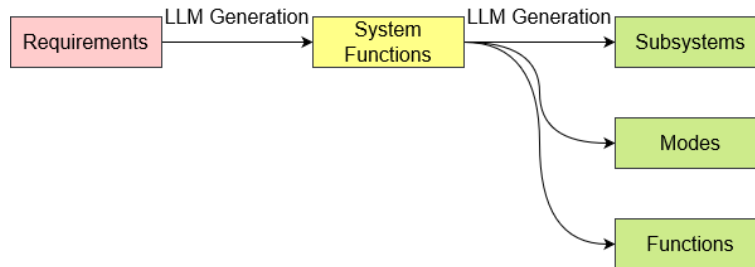 LLM Generation
LLM Generation
Requirements
System
Functions
Subsystems
Modes
Functions